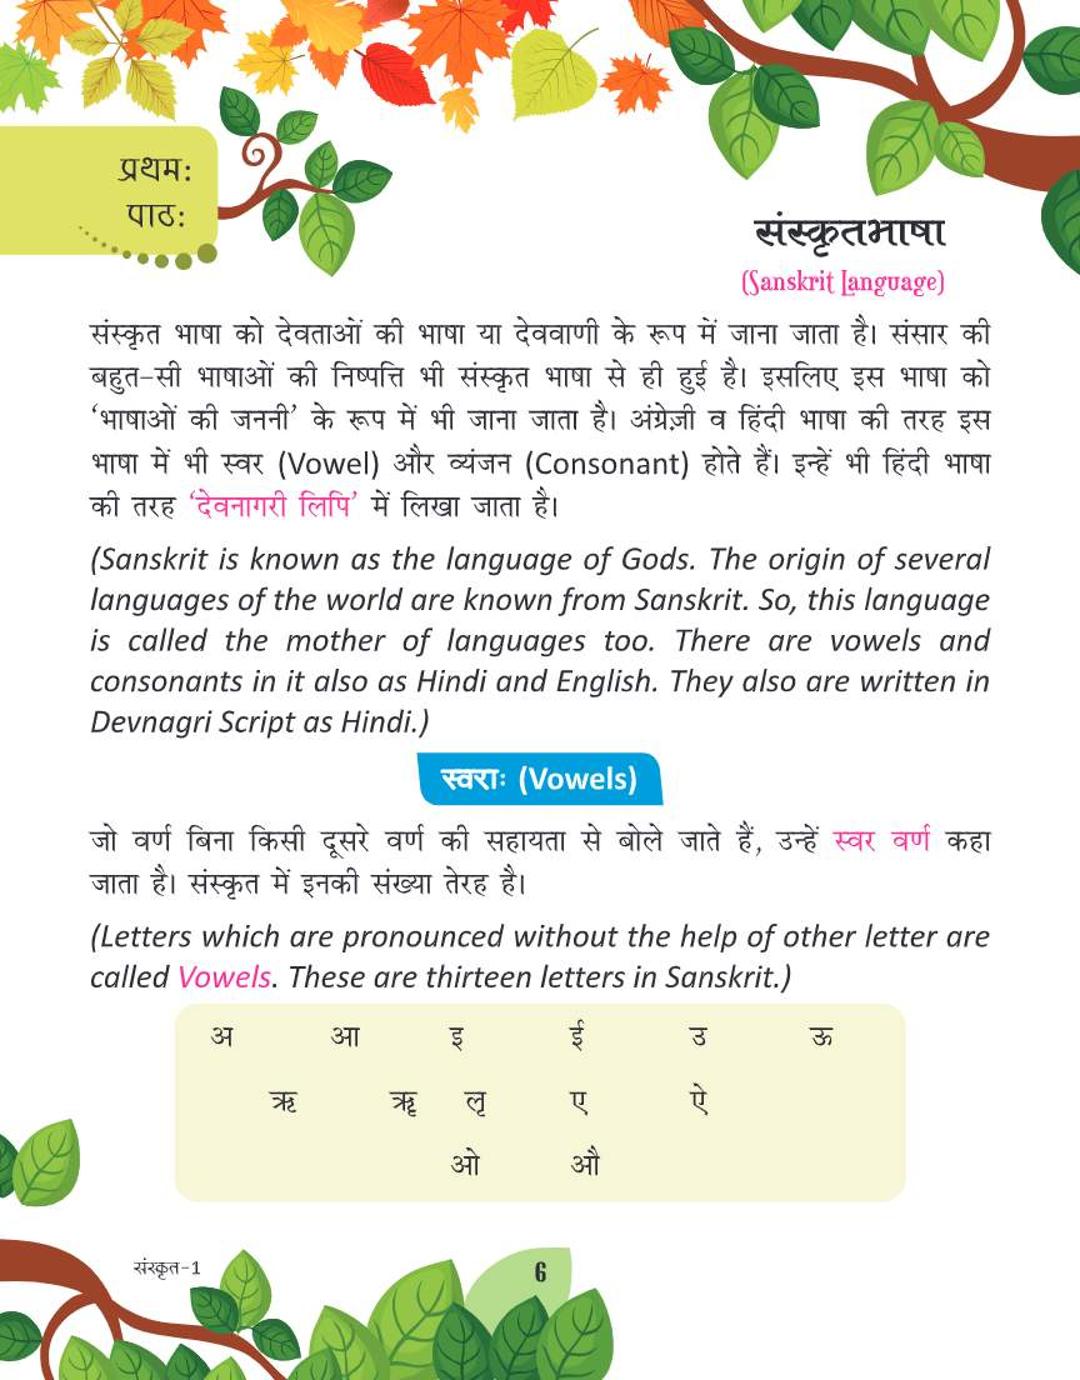 प्रथम:
पाठ:
संस्कृतभाषा
(Sanskrit Language)
संस्कृत भाषा को देवताओं की भाषा या देववाणी के रूप में जाना जाता है। संसार की
बहुत-सी भाषाओं की निष्पत्ति भी संस्कृत भाषा से ही हुई है। इसलिए इस भाषा को
‘भाषाओं की जननी’ के रूप में भी जाना जाता है। अंग्रेज़ी व हिंदी भाषा की तरह इस
भाषा में भी स्वर (Vowel) और व्यंजन (Consonant) होते हैं। इन्हें भी हिंदी भाषा
की तरह ‘देवनागरी लिपि’ में लिखा जाता है।
(Sanskrit is known as the language of Gods. The origin of several
languages of the world are known from Sanskrit. So, this language
is called the mother of languages too. There are vowels and
consonants in it also as Hindi and English. They also are written in
Devnagri Script as Hindi.)
स्वराः (Vowels)
जो वर्ण बिना किसी दूसरे वर्ण की सहायता से बोले जाते हैं, उन्हें स्वर वर्ण कहा
जाता है। संस्कृत में इनकी संख्या तेरह है।
(Letters which are pronounced without the help of other letter are
called Vowels. These are thirteen letters in Sanskrit.)
अ आ इ ई उ ऊ
ऋ ॠ लृ ए ऐ
ओ औ
संस्कृत-1
6